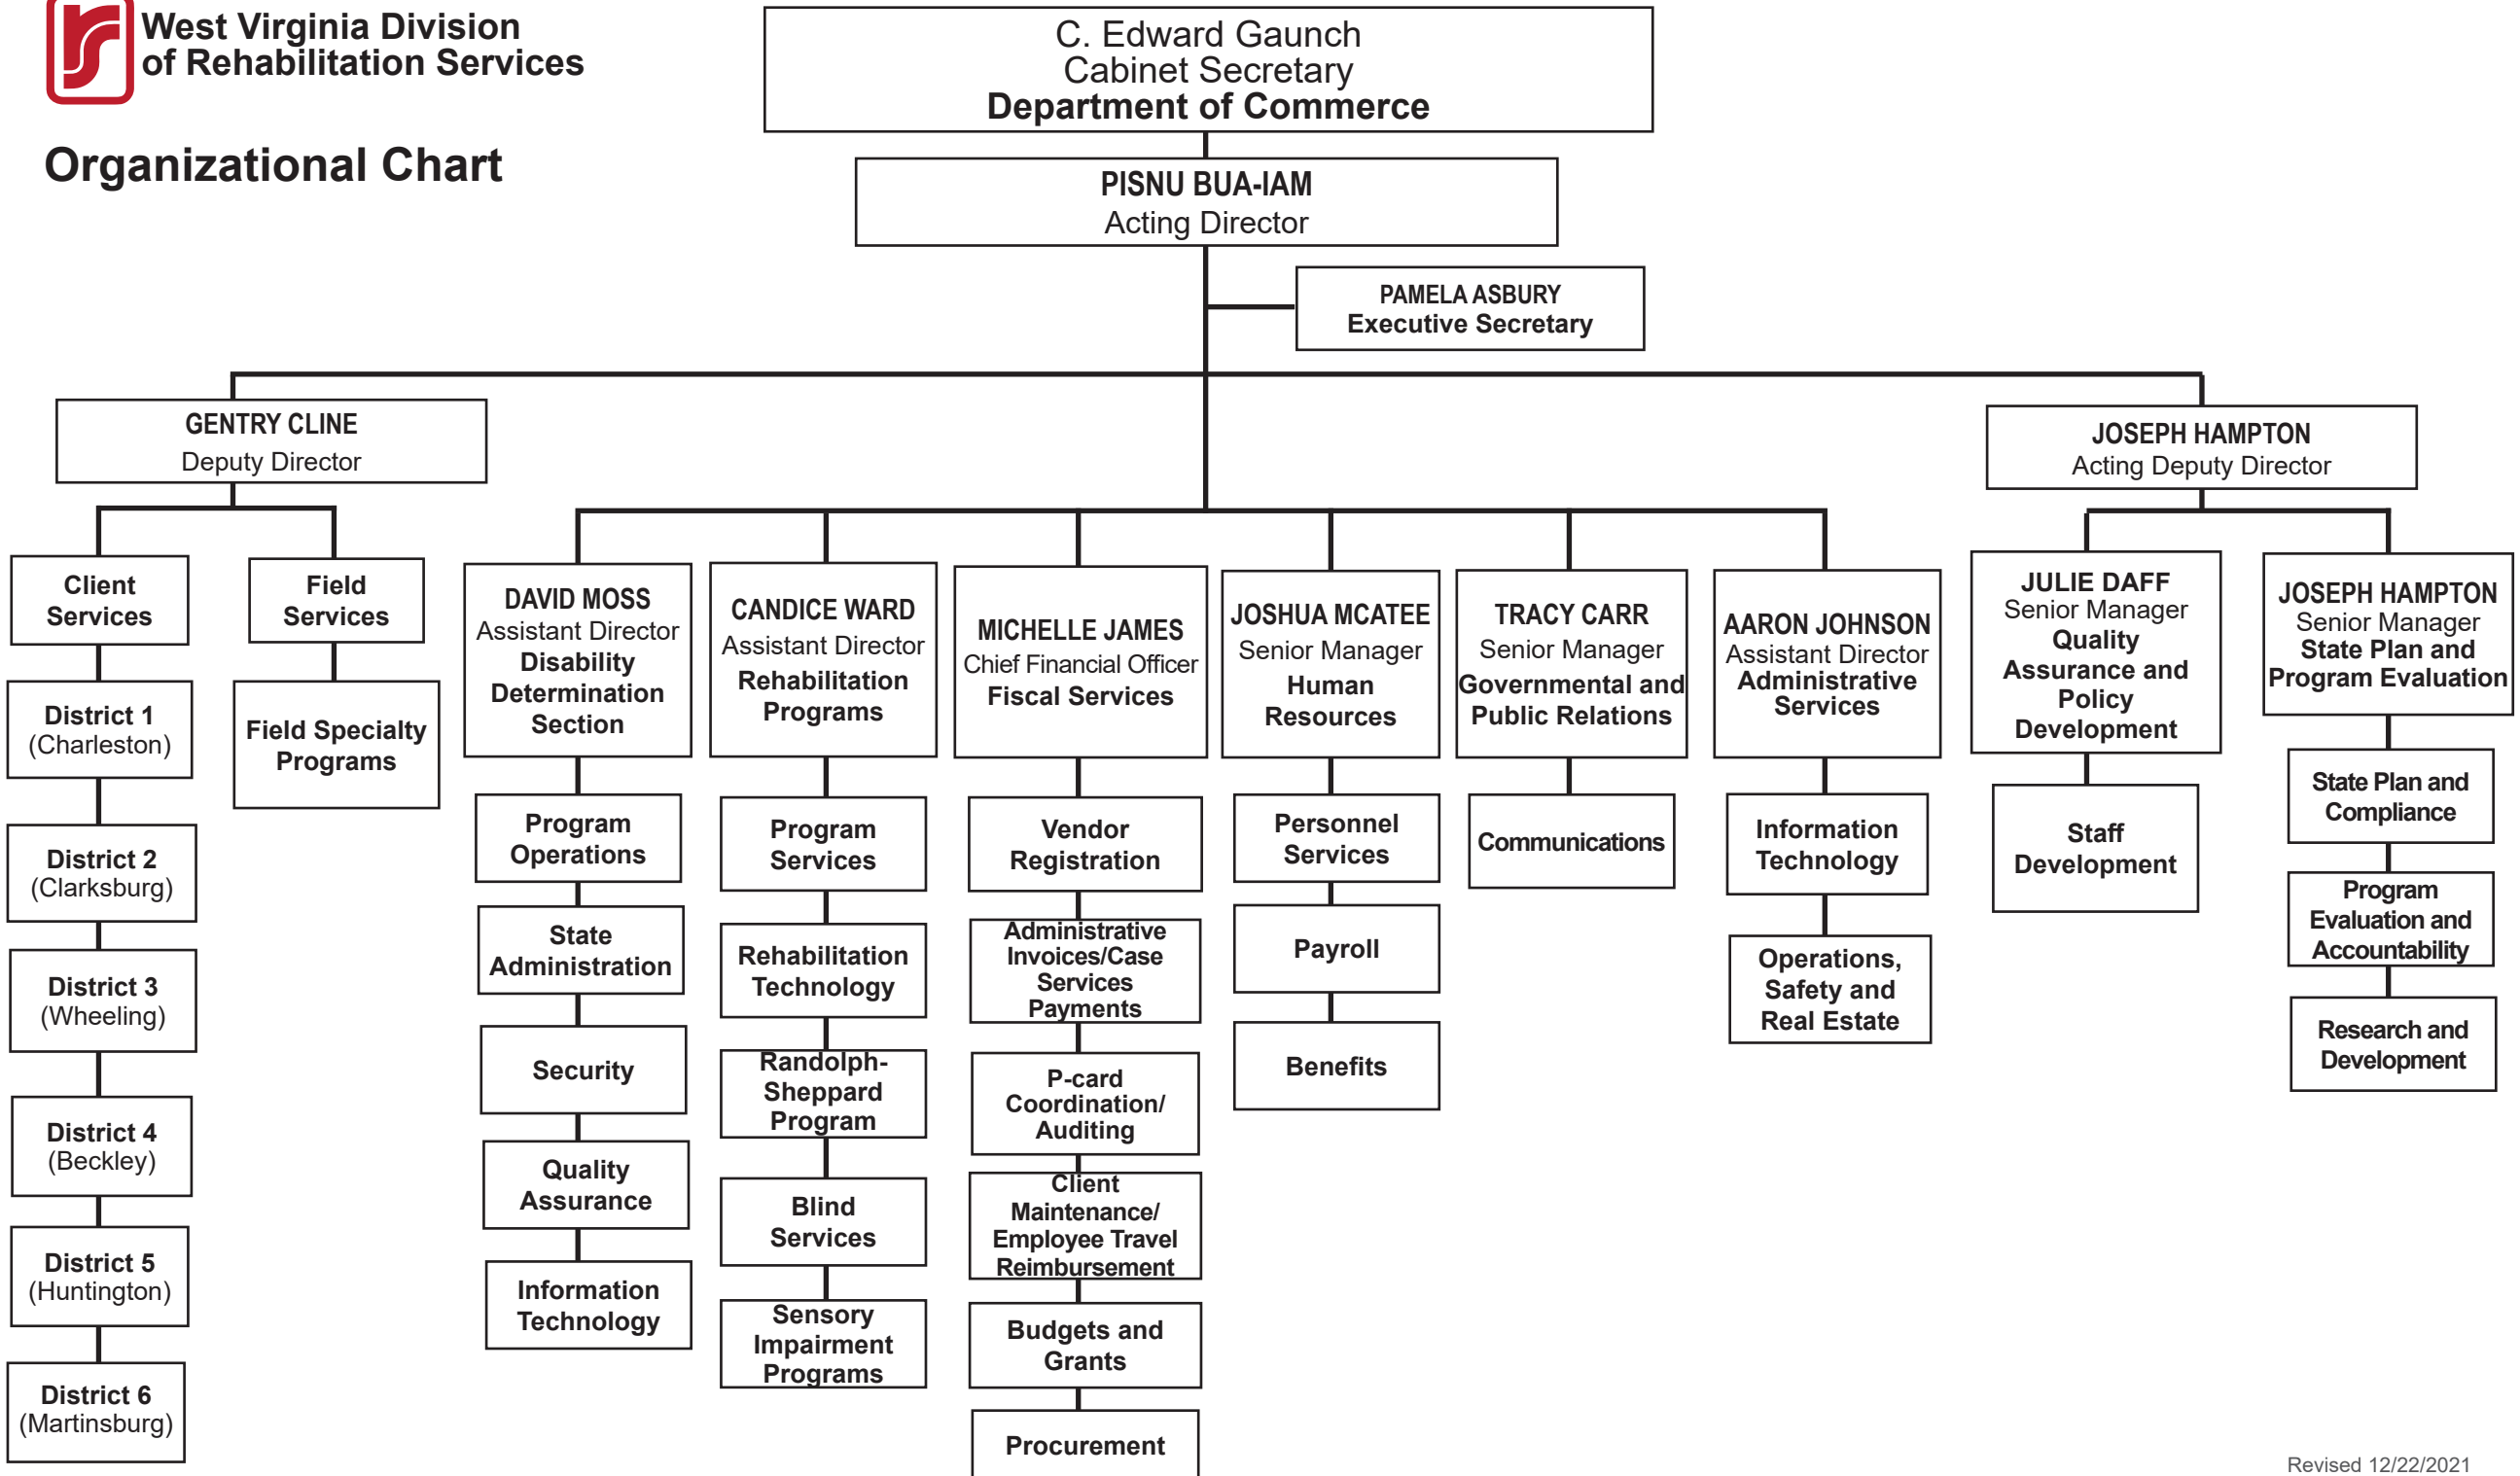 West Virginia Division
of Rehabilitation Services
Organizational Chart
C. Edward Gaunch
Cabinet Secretary
Department of Commerce
PISNU BUA-IAM
Acting Director
PAMELA ASBURY
Executive Secretary
GENTRY CLINE
Deputy Director
JOSEPH HAMPTON
Acting Deputy Director
Client
Services
District 1
(Charleston)
District 2
(Clarksburg)
District 3
(Wheeling)
District 4
(Beckley)
District 5
(Huntington)
District 6
(Martinsburg)
Field
Services
Field Specialty
Programs
DAVID MOSS
Assistant Director
Disability
Determination
Section
Program
Operations
State
Administration
Security
Quality
Assurance
Information
Technology
CANDICE WARD
Assistant Director
Rehabilitation
Programs
Program
Services
Rehabilitation
Technology
Randolph-
Sheppard
Program
Blind
Services
Sensory
Impairment
Programs
MICHELLE JAMES
Chief Financial Officer
Fiscal Services
Vendor
Registration
Administrative
Invoices/Case
Services
Payments
P-card
Coordination/
Auditing
Client
Maintenance/
Employee Travel
Reimbursement
Budgets and
Grants
Procurement
JOSHUA MCATEE
Senior Manager
Human
Resources
Personnel
Services
Payroll
Benefits
TRACY CARR
Senior Manager
Governmental and
Public Relations
Communications
AARON JOHNSON
Assistant Director
Administrative
Services
Information
Technology
Operations,
Safety and
Real Estate
JULIE DAFF
Senior Manager
Quality
Assurance and
Policy
Development
Staff
Development
JOSEPH HAMPTON
Senior Manager
State Plan and
Program Evaluation
State Plan and
Compliance
Program
Evaluation and
Accountability
Research and
Development
Revised 12/22/2021